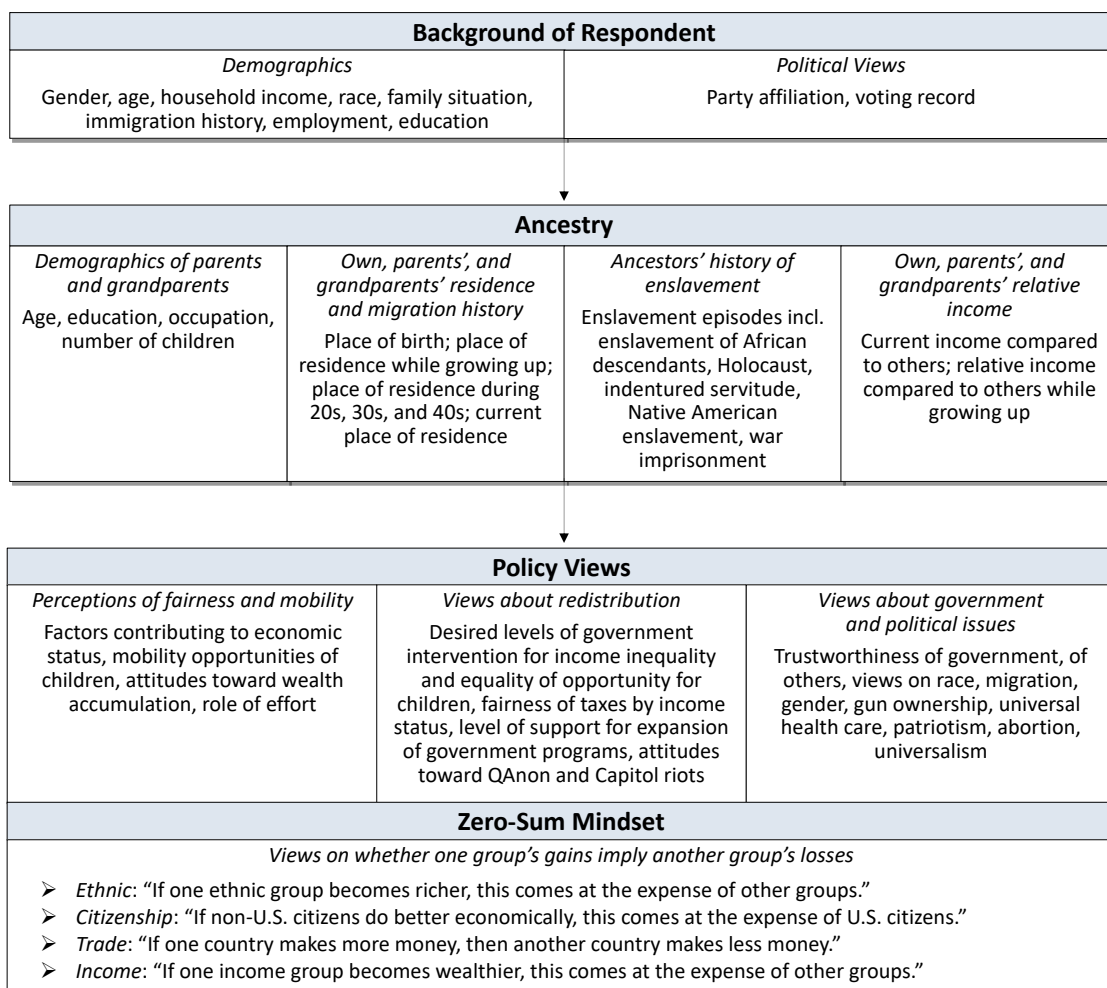 Background of Respondent
Demographics
Gender, age, household income, race, family situation,
immigration history, employment, education
Political Views
Party affiliation, voting record
Ancestry
Demographics of parents
and grandparents
Age, education, occupation,
number of children
Own, parents’, and
grandparents’ residence
and migration history
Place of birth; place of
residence while growing up;
place of residence during
20s, 30s, and 40s; current
place of residence
Ancestors’ history of
enslavement
Enslavement episodes incl.
enslavement of African
descendants, Holocaust,
indentured servitude,
Native American
enslavement, war
imprisonment
Own, parents’, and
grandparents’ relative
income
Current income compared
to others; relative income
compared to others while
growing up
Policy Views
Perceptions of fairness and mobility
Factors contributing to economic
status, mobility opportunities of
children, attitudes toward wealth
accumulation, role of effort
Views about redistribution
Desired levels of government
intervention for income inequality
and equality of opportunity for
children, fairness of taxes by income
status, level of support for expansion
of government programs, attitudes
toward QAnon and Capitol riots
Views about government
and political issues
Trustworthiness of government, of
others, views on race, migration,
gender, gun ownership, universal
health care, patriotism, abortion,
universalism
Zero-Sum Mindset
Views on whether one group’s gains imply another group’s losses
➢ Ethnic: “If one ethnic group becomes richer, this comes at the expense of other groups.”
➢ Citizenship: “If non-U.S. citizens do better economically, this comes at the expense of U.S. citizens.”
➢ Trade: “If one country makes more money, then another country makes less money.”
➢ Income: “If one income group becomes wealthier, this comes at the expense of other groups.”